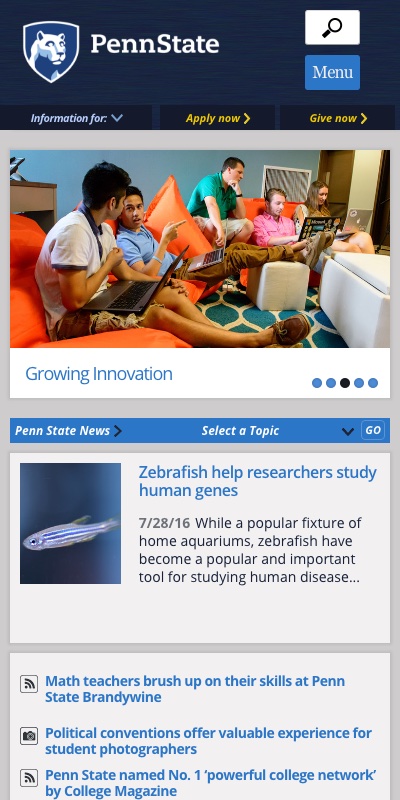 PennState
Menu
Information for:
Apply now
Give now
Growing Innovation
Penn State News
Select a Topic
GO
Zebrafish help researchers study
human genes
7/28/16 While a popular fixture of
home aquariums, zebrafish have
become a popular and important
tool for studying human disease...
Math teachers brush up on their skills at Penn
State Brandywine
Political conventions offer valuable experience for
student photographers
Penn State named No. 1 ‘powerful college network’
by College Magazine